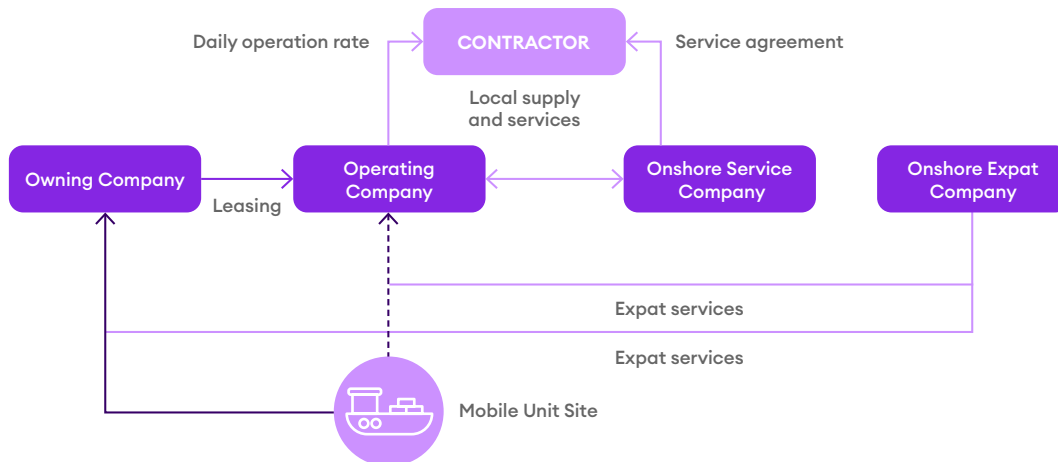 Daily operation rate
CONTRACTOR
Service agreement
Local supply
and services
Owning Company
Leasing
Operating
Company
Onshore Service
Company
Onshore Expat
Company
Expat services
Expat services
Mobile Unit Site